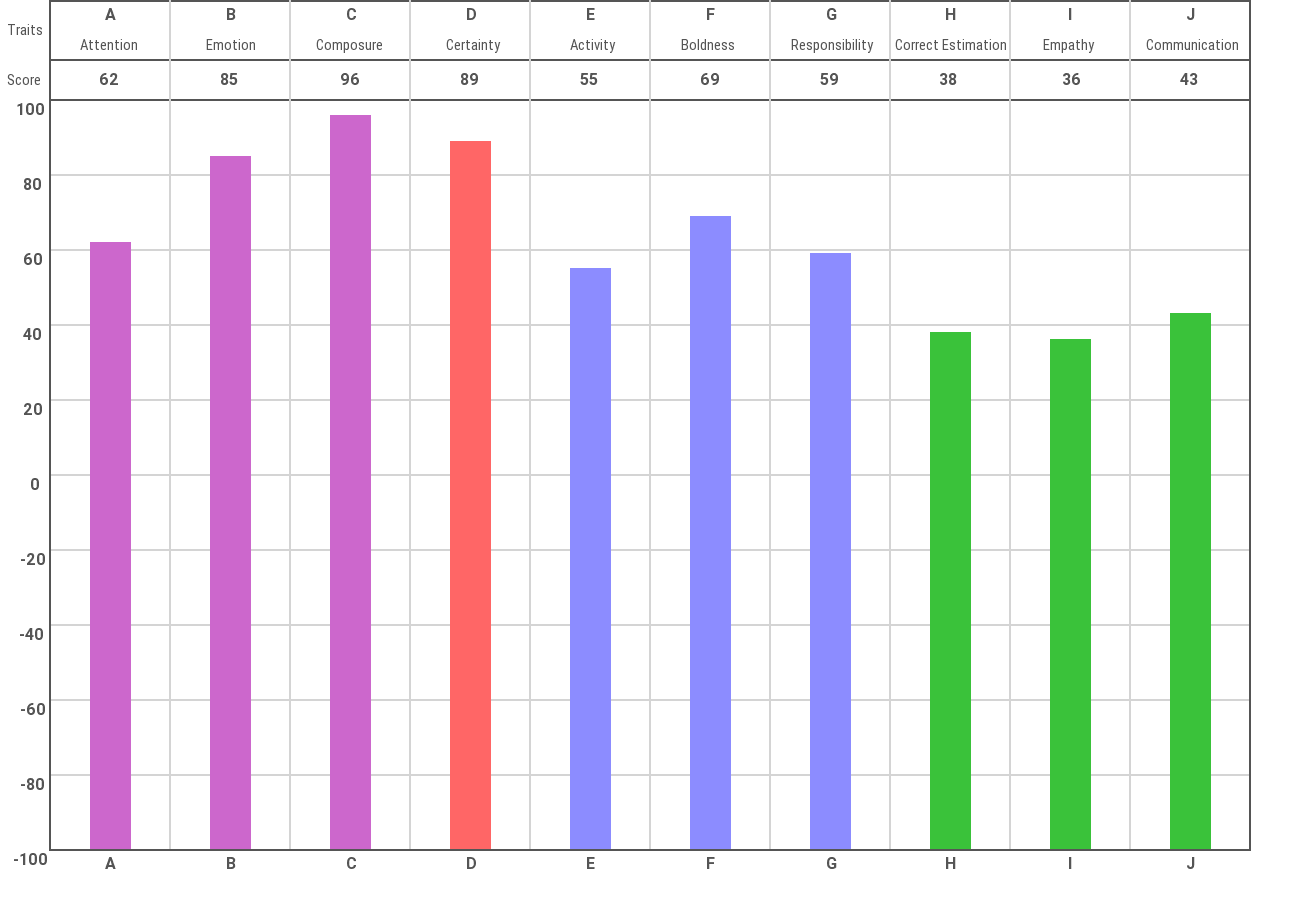 A B C D E F G H I J
Traits
Attention Emotion Composure Certainty Activity Boldness Responsibility Correct Estimation Empathy Communication
Score 62 85 96 89 55 69 59 38 36 43
100
80
60
40
20
0
-20
-40
-60
-80
-100
A B C D E F G H I J